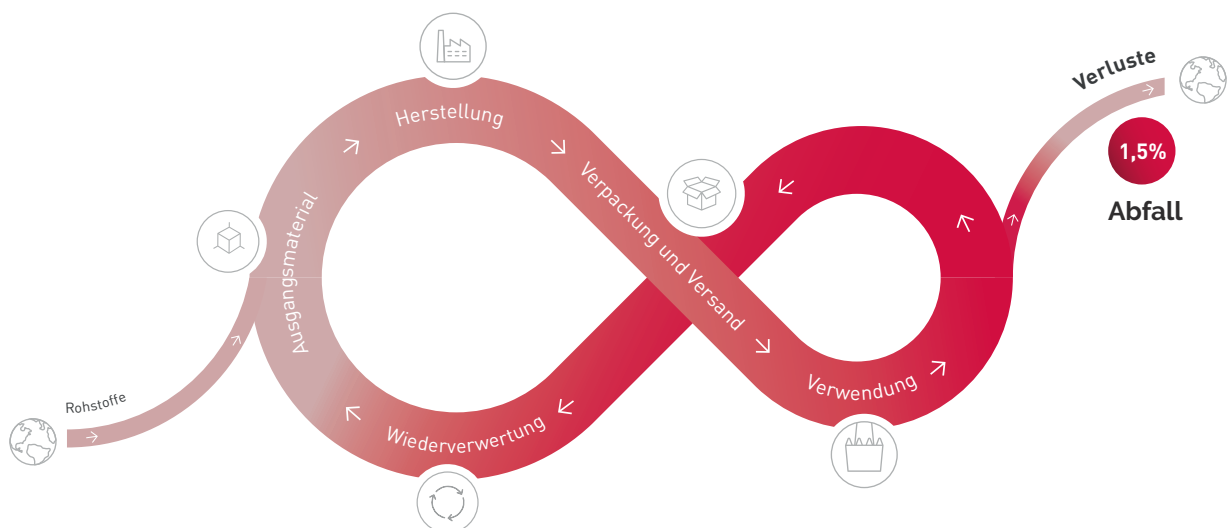 Rohstoffe
Ausgangsmaterial
Herstellung
Verpackung und Versand
Verwendung
Wiederverwertung
Verluste
1,5%
Abfall